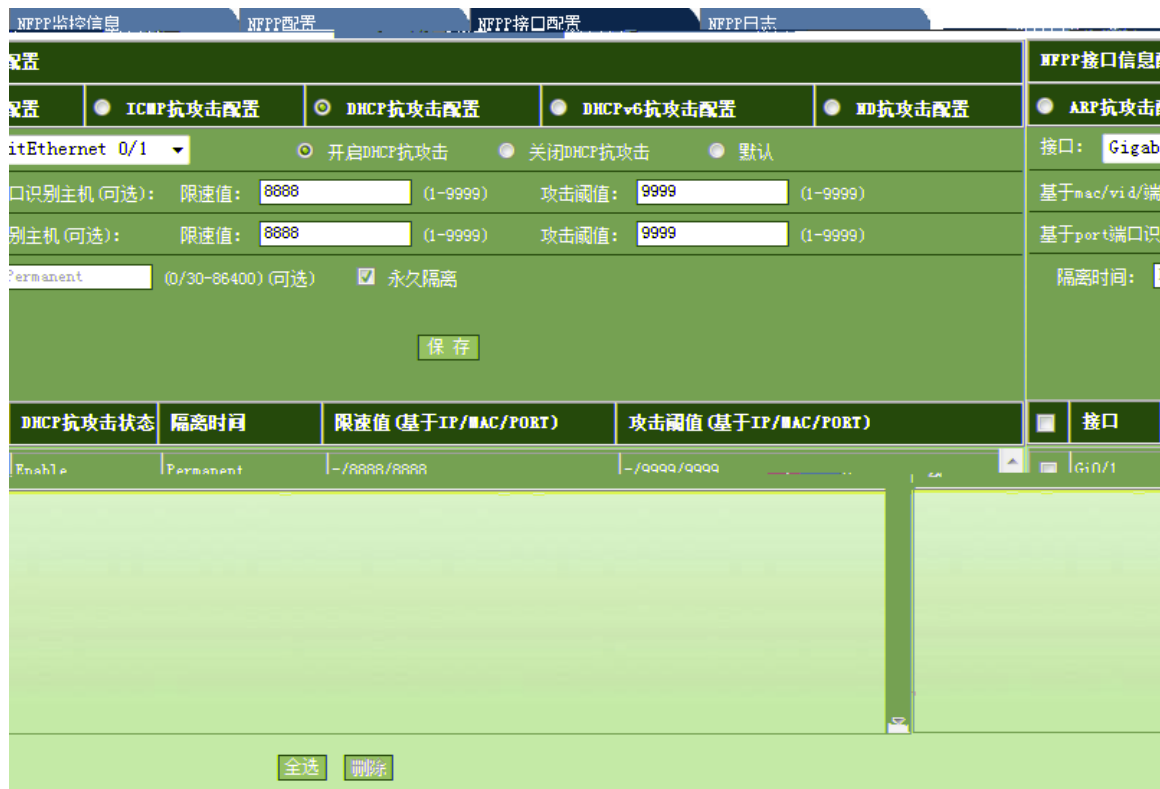 NFPP监控信息 NFPP配置 NFPP接口配置 NFPP日志
配置 NFPP接口信息配
配置 ICMP抗攻击配置 DHCP抗攻击配置 DHCPv6抗攻击配置 ND抗攻击配置 ARP抗攻击配
itEthernet 0/1 开启DHCP抗攻击 关闭DHCP抗攻击 默认 接口: Gigab
口识别主机(可选): 限速值: 8888 (1-9999) 攻击阈值: 9999 (1-9999) 基于mac/vid/端
别主机(可选): 限速值: 8888 (1-9999) 攻击阈值: 9999 (1-9999) 基于port端口识
Permanent (0/30-86400)(可选) 永久隔离 隔离时间:
保 存
DHCP抗攻击状态 隔离时间 限速值(基于IP/MAC/PORT) 攻击阈值(基于IP/MAC/PORT) 接口
Enable Permanent -/8888/8888 -/9999/9999 Gi0/1
全选 删除